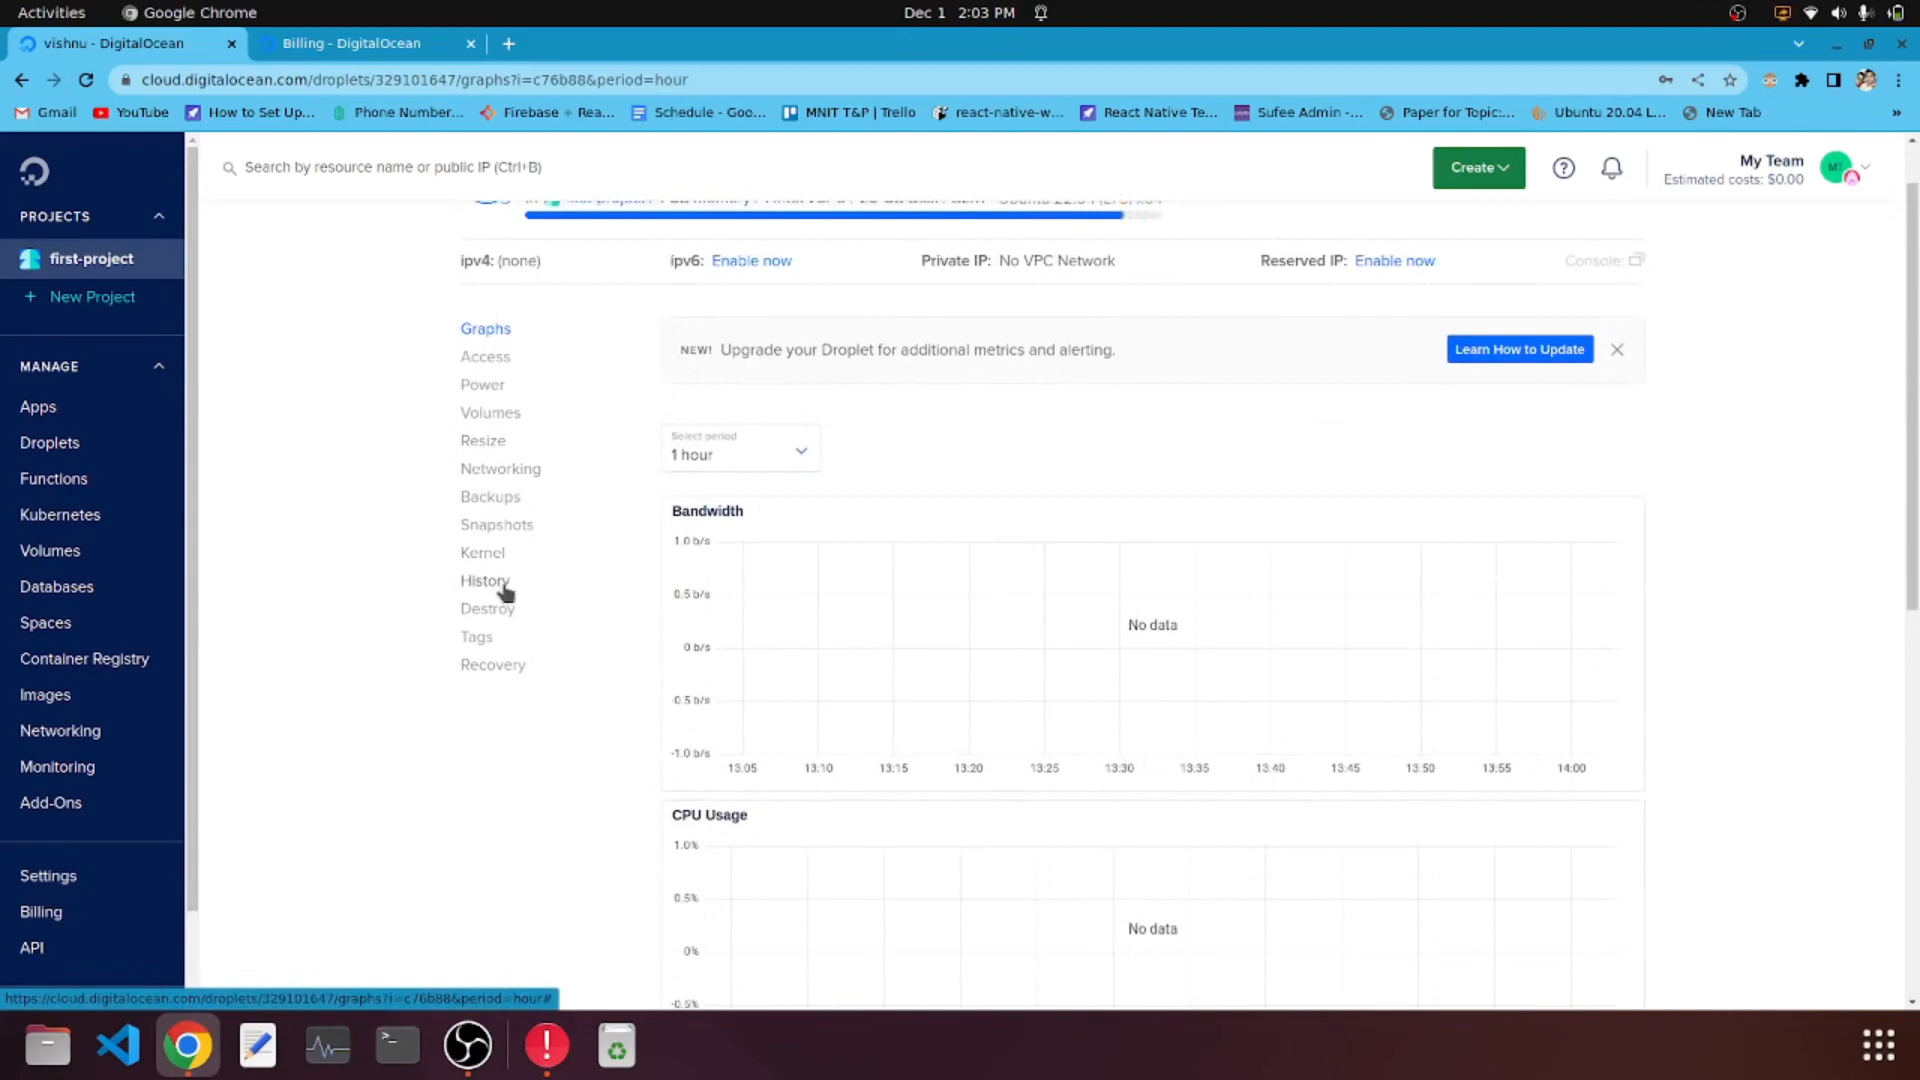 Activities
Google Chrome
Dec 1 2:03 PM
vishnu - DigitalOcean
Billing - DigitalOcean
cloud.digitalocean.com/droplets/329101647/graphs?i=c76b88&period=hour
Gmail
YouTube
How to Set Up...
Phone Number...
Firebase + Rea...
Schedule - Goo...
MNIT T&P | Trello
react-native-w...
React Native Te...
Sufee Admin -...
Paper for Topic:...
Ubuntu 20.04 L...
New Tab
»
Search by resource name or public IP (Ctrl+B)
Create
My Team
Estimated costs: $0.00
MT
PROJECTS
first-project
+ New Project
MANAGE
Apps
Droplets
Functions
Kubernetes
Volumes
Databases
Spaces
Container Registry
Images
Networking
Monitoring
Add-Ons
Settings
Billing
API
ipv4: (none)
ipv6: Enable now
Private IP: No VPC Network
Reserved IP: Enable now
Console:
Graphs
Access
Power
Volumes
Resize
Networking
Backups
Snapshots
Kernel
History
Destroy
Tags
Recovery
NEW! Upgrade your Droplet for additional metrics and alerting.
Learn How to Update
Select period
1 hour
Bandwidth
1.0 b/s
0.5 b/s
0 b/s
-0.5 b/s
-1.0 b/s
No data
13:05 13:10 13:15 13:20 13:25 13:30 13:35 13:40 13:45 13:50 13:55 14:00
CPU Usage
1.0%
0.5%
0%
-0.5%
No data
https://cloud.digitalocean.com/droplets/329101647/graphs?i=c76b88&period=hour#